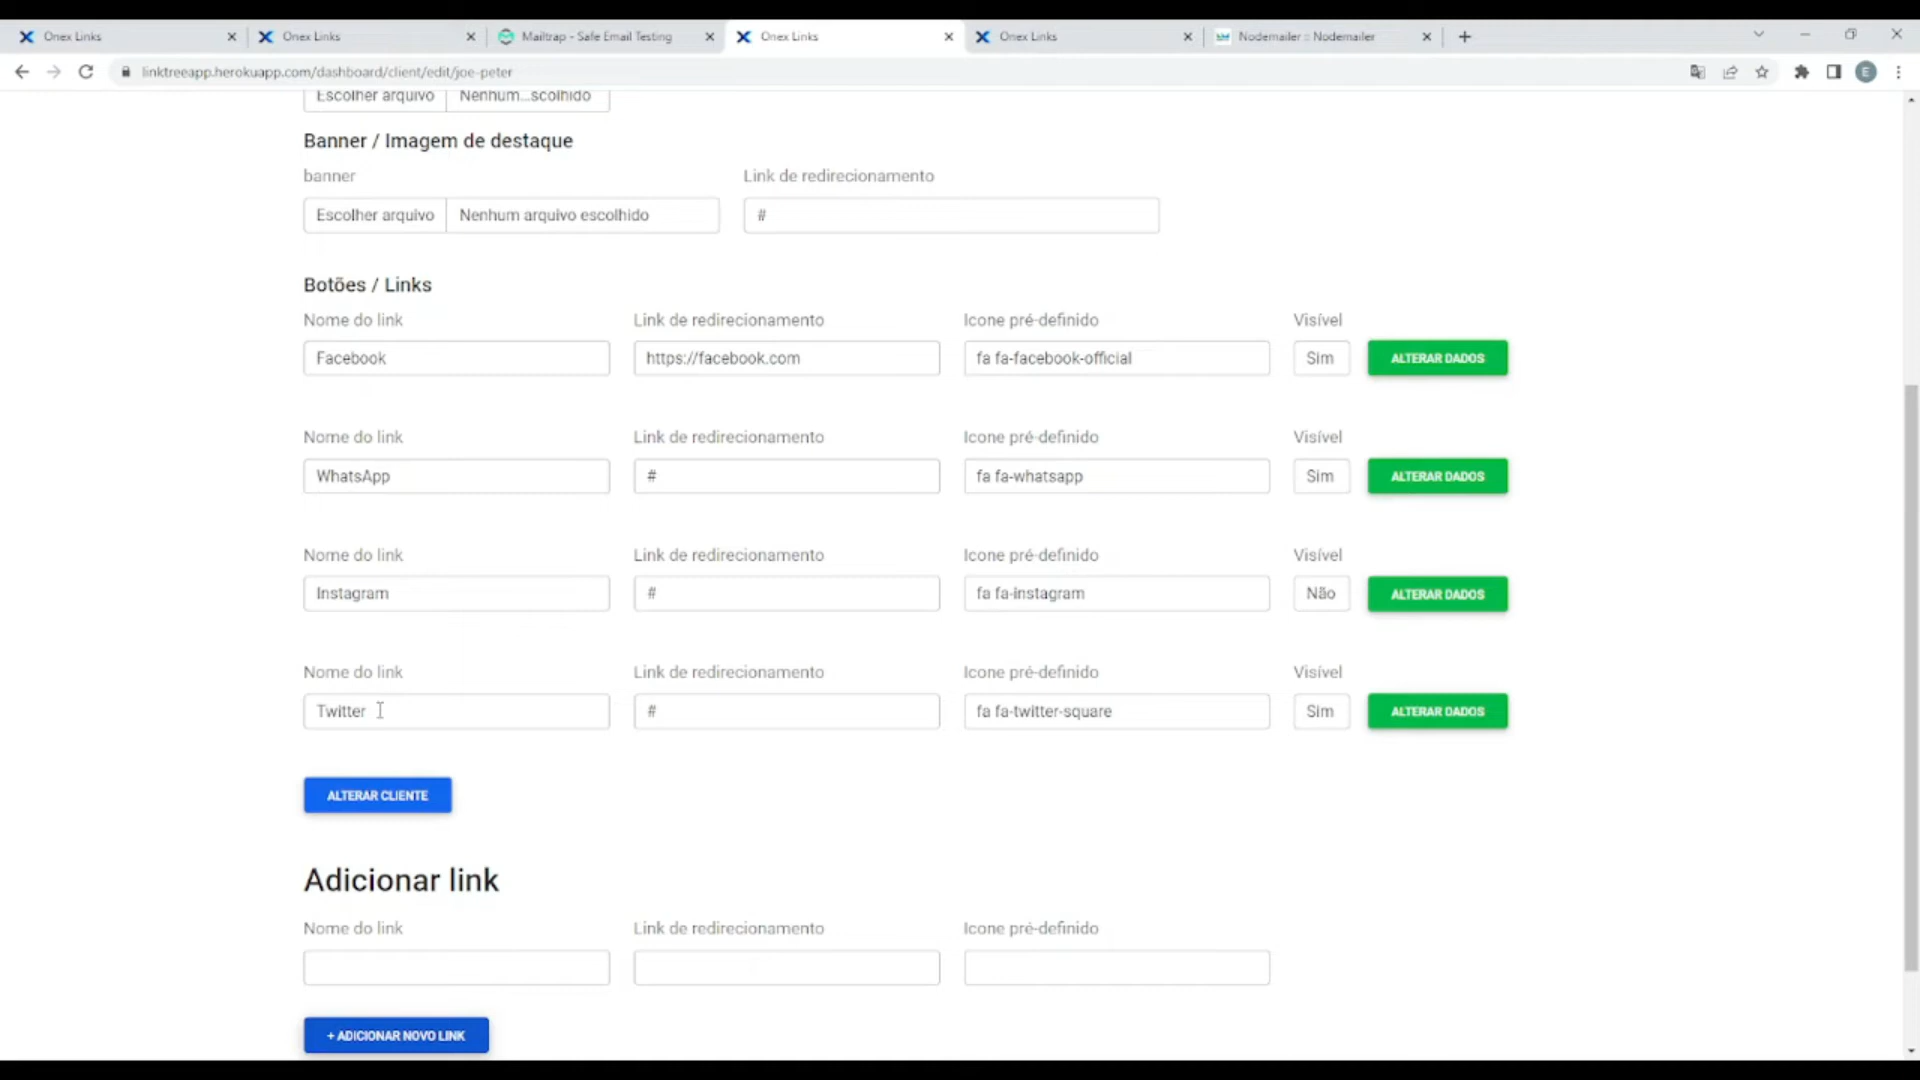 Onex Links
Onex Links
Mailtrap - Safe Email Testing
Onex Links
Onex Links
Nodemailer :: Nodemailer
linktreeapp.herokuapp.com/dashboard/client/edit/joe-peter
E
Escolher arquivo Nenhum...scolhido
Banner / Imagem de destaque
banner Link de redirecionamento
Escolher arquivo Nenhum arquivo escolhido #
Botões / Links
Nome do link Link de redirecionamento Icone pré-definido Visível
Facebook https://facebook.com fa fa-facebook-official Sim ALTERAR DADOS
Nome do link Link de redirecionamento Icone pré-definido Visível
WhatsApp # fa fa-whatsapp Sim ALTERAR DADOS
Nome do link Link de redirecionamento Icone pré-definido Visível
Instagram # fa fa-instagram Não ALTERAR DADOS
Nome do link Link de redirecionamento Icone pré-definido Visível
Twitter # fa fa-twitter-square Sim ALTERAR DADOS
ALTERAR CLIENTE
Adicionar link
Nome do link Link de redirecionamento Icone pré-definido
+ ADICIONAR NOVO LINK